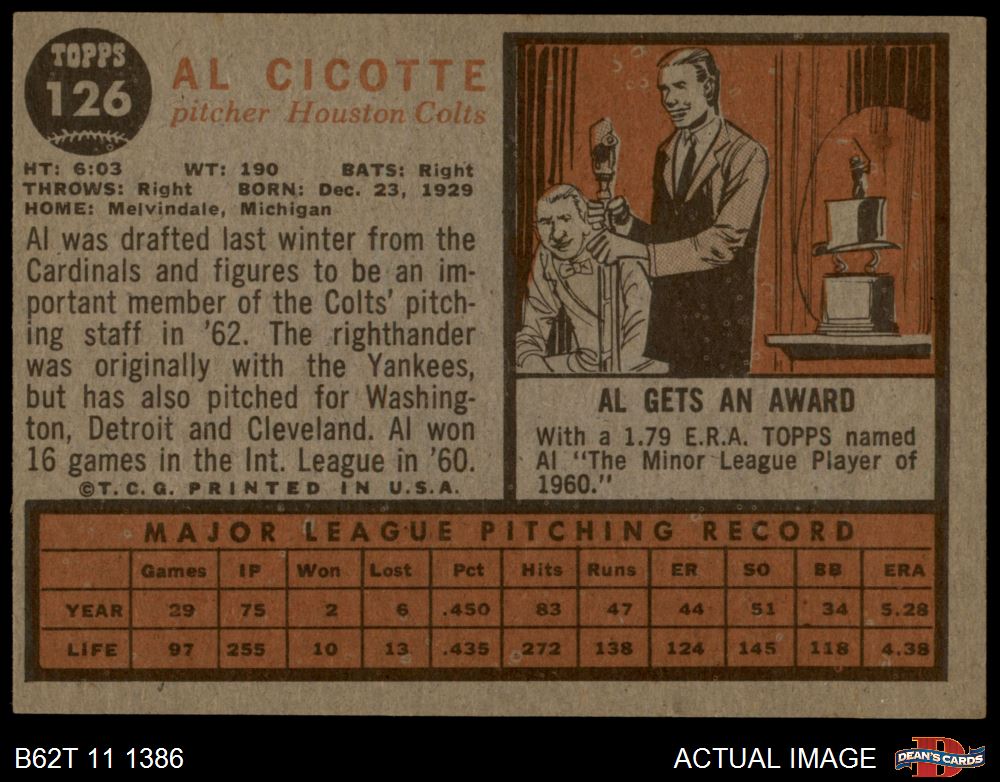 TOPPS
126
AL CICOTTE
pitcher Houston Colts
HT: 6:03 WT: 190 BATS: Right
THROWS: Right BORN: Dec. 23, 1929
HOME: Melvindale, Michigan
Al was drafted last winter from the
Cardinals and figures to be an im-
portant member of the Colts' pitch-
ing staff in '62. The righthander
was originally with the Yankees,
but has also pitched for Washing-
ton, Detroit and Cleveland. Al won
16 games in the Int. League in '60.
©T.C.G. PRINTED IN U.S.A.
AL GETS AN AWARD
With a 1.79 E.R.A. TOPPS named
Al "The Minor League Player of
1960."
MAJOR LEAGUE PITCHING RECORD
Games IP Won Lost Pct Hits Runs ER SO BB ERA
YEAR 29 75 2 6 .450 83 47 44 51 34 5.28
LIFE 97 255 10 13 .435 272 138 124 145 118 4.38
B62T 11 1386
ACTUAL IMAGE
D
DEAN'S CARDS